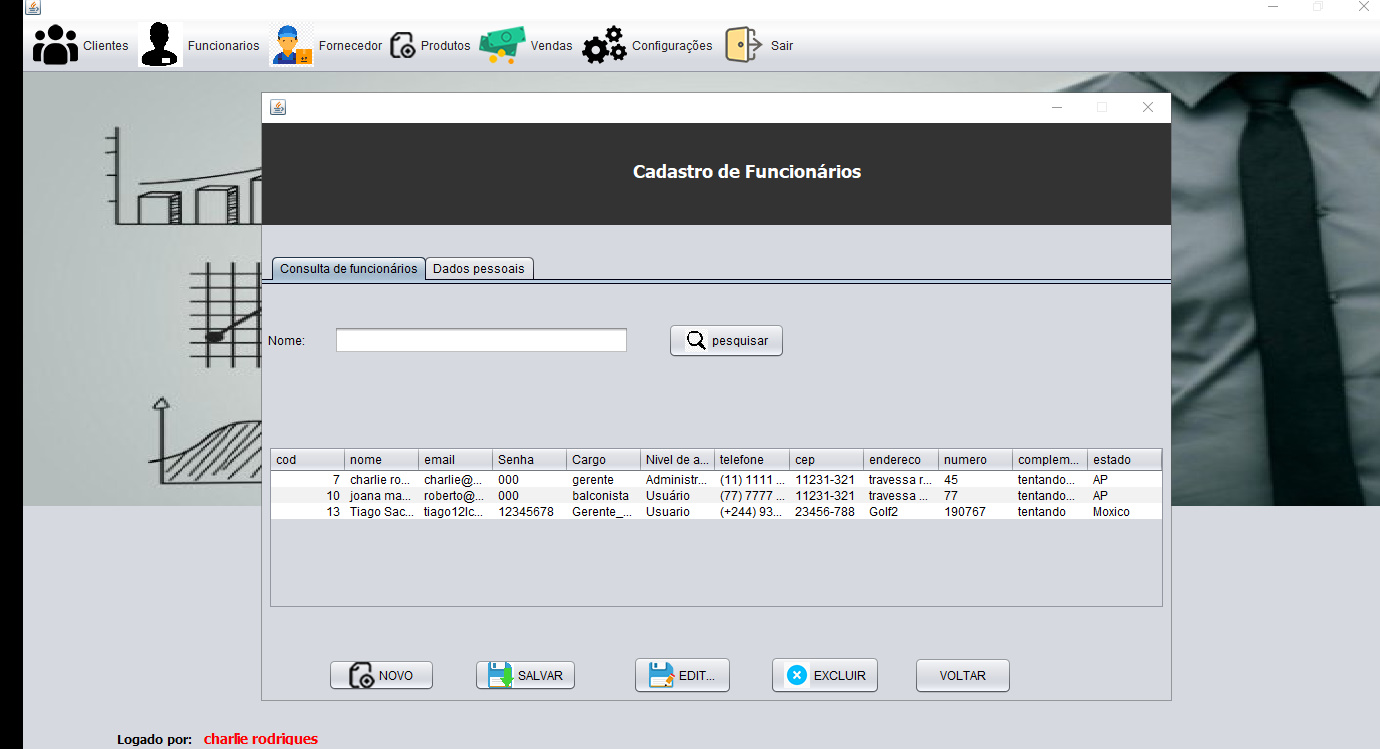 Clientes Funcionarios Fornecedor Produtos Vendas Configurações Sair
Cadastro de Funcionários
Consulta de funcionários Dados pessoais
Nome: pesquisar
cod nome email Senha Cargo Nivel de a... telefone cep endereco numero complem... estado
7 charlie ro... charlie@... 000 gerente Administr... (11) 1111 ... 11231-321 travessa r... 45 tentando... AP
10 joana ma... roberto@... 000 balconista Usuário (77) 7777 ... 11231-321 travessa ... 77 tentando... AP
13 Tiago Sac... tiago12lc... 12345678 Gerente_... Usuario (+244) 93... 23456-788 Golf2 190767 tentando Moxico
NOVO SALVAR EDIT... EXCLUIR VOLTAR
Logado por: charlie rodrigues